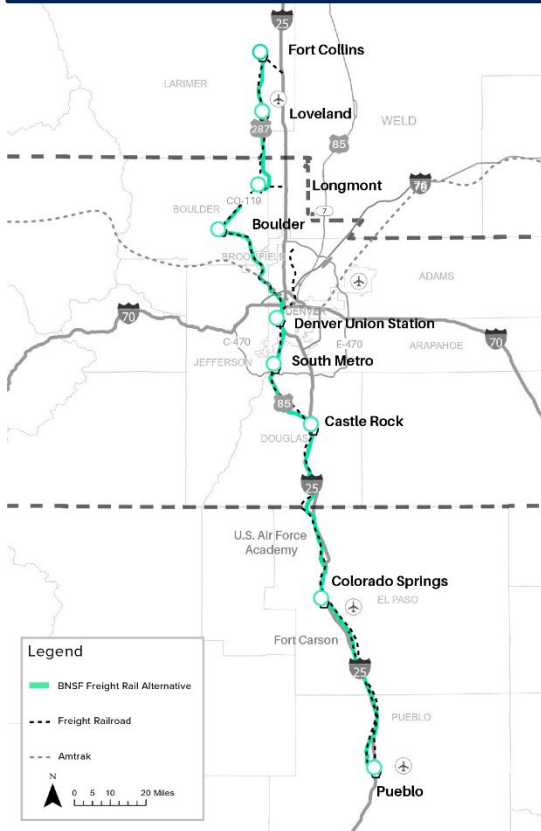 25
Fort Collins
LARIMER
Loveland
287
85
WELD
Longmont
76
CO-119
7
BOULDER
Boulder
BROOMFIELD
ADAMS
70
DENVER
Denver Union Station
C-470
E-470
ARAPAHOE
70
JEFFERSON
South Metro
85
Castle Rock
DOUGLAS
25
U.S. Air Force
Academy
Colorado Springs
EL PASO
Fort Carson
25
PUEBLO
Pueblo
Legend
BNSF Freight Rail Alternative
Freight Railroad
Amtrak
N
0 5 10 20 Miles